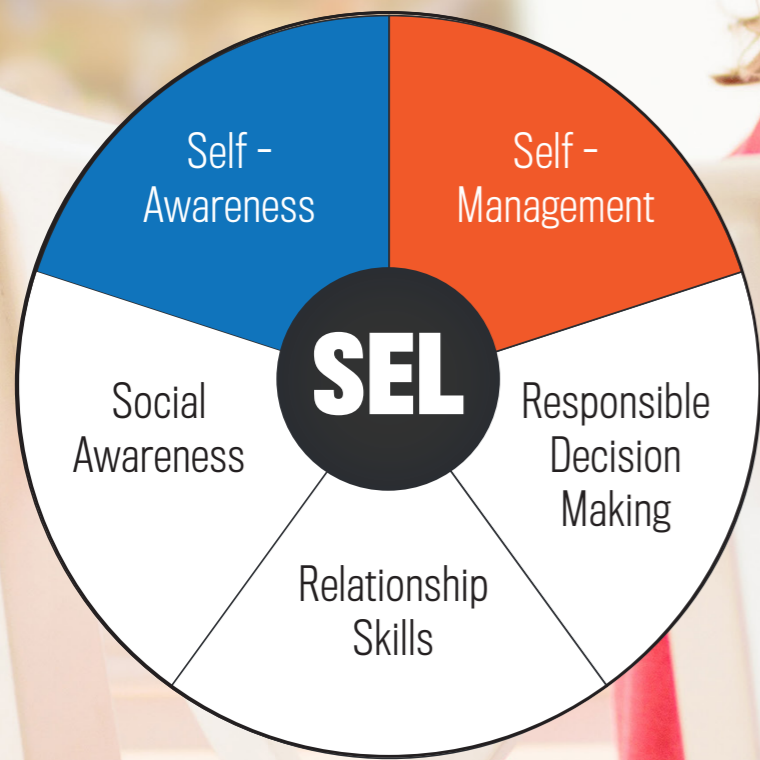 Self -
Awareness
Self -
Management
SEL
Social
Awareness
Responsible
Decision
Making
Relationship
Skills